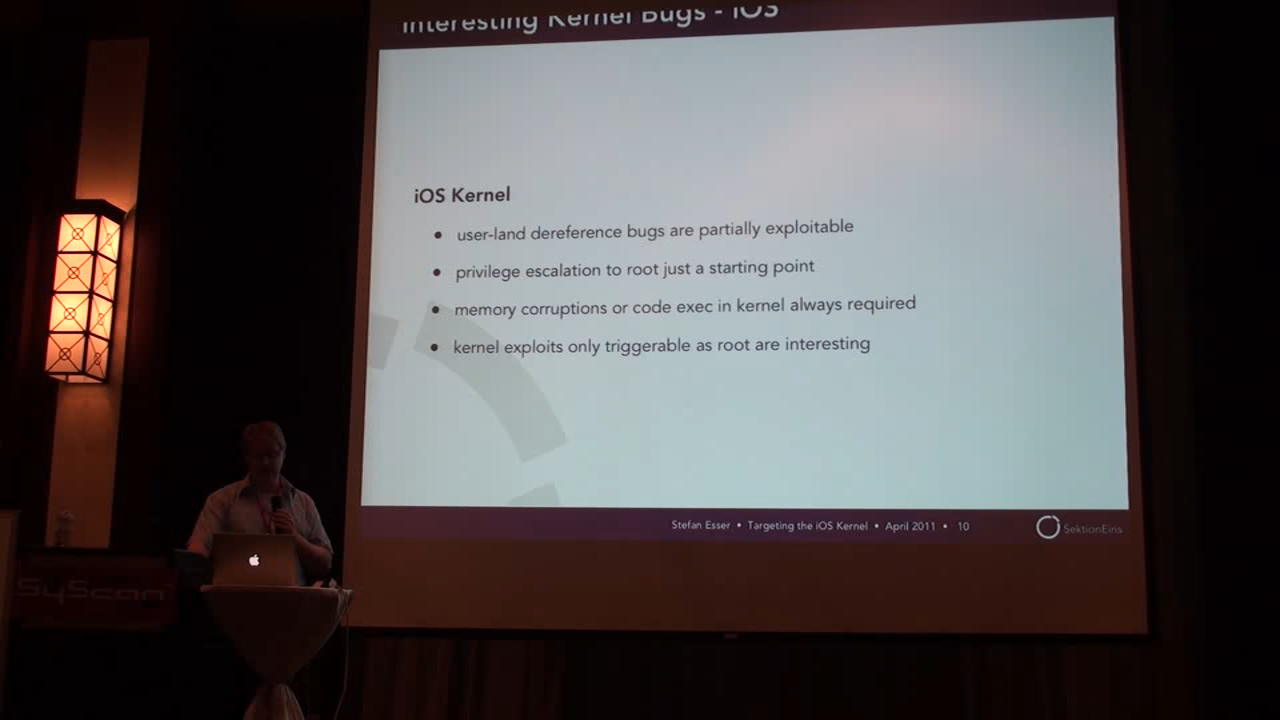 Interesting Kernel Bugs - iOS
iOS Kernel
• user-land dereference bugs are partially exploitable
• privilege escalation to root just a starting point
• memory corruptions or code exec in kernel always required
• kernel exploits only triggerable as root are interesting
Stefan Esser • Targeting the iOS Kernel • April 2011 • 10
SektionEins
SyScan